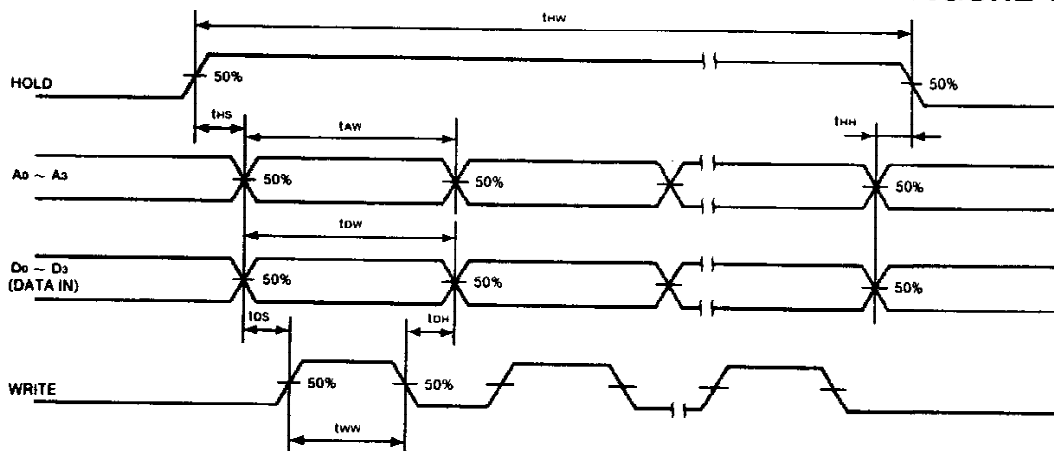 tHW
HOLD 50% 50%
tHS tAW tHH
A0 ~ A3 50% 50% 50%
tDW
D0 ~ D3 50% 50% 50%
(DATA IN)
tDS tDH
WRITE 50% 50%
tWW